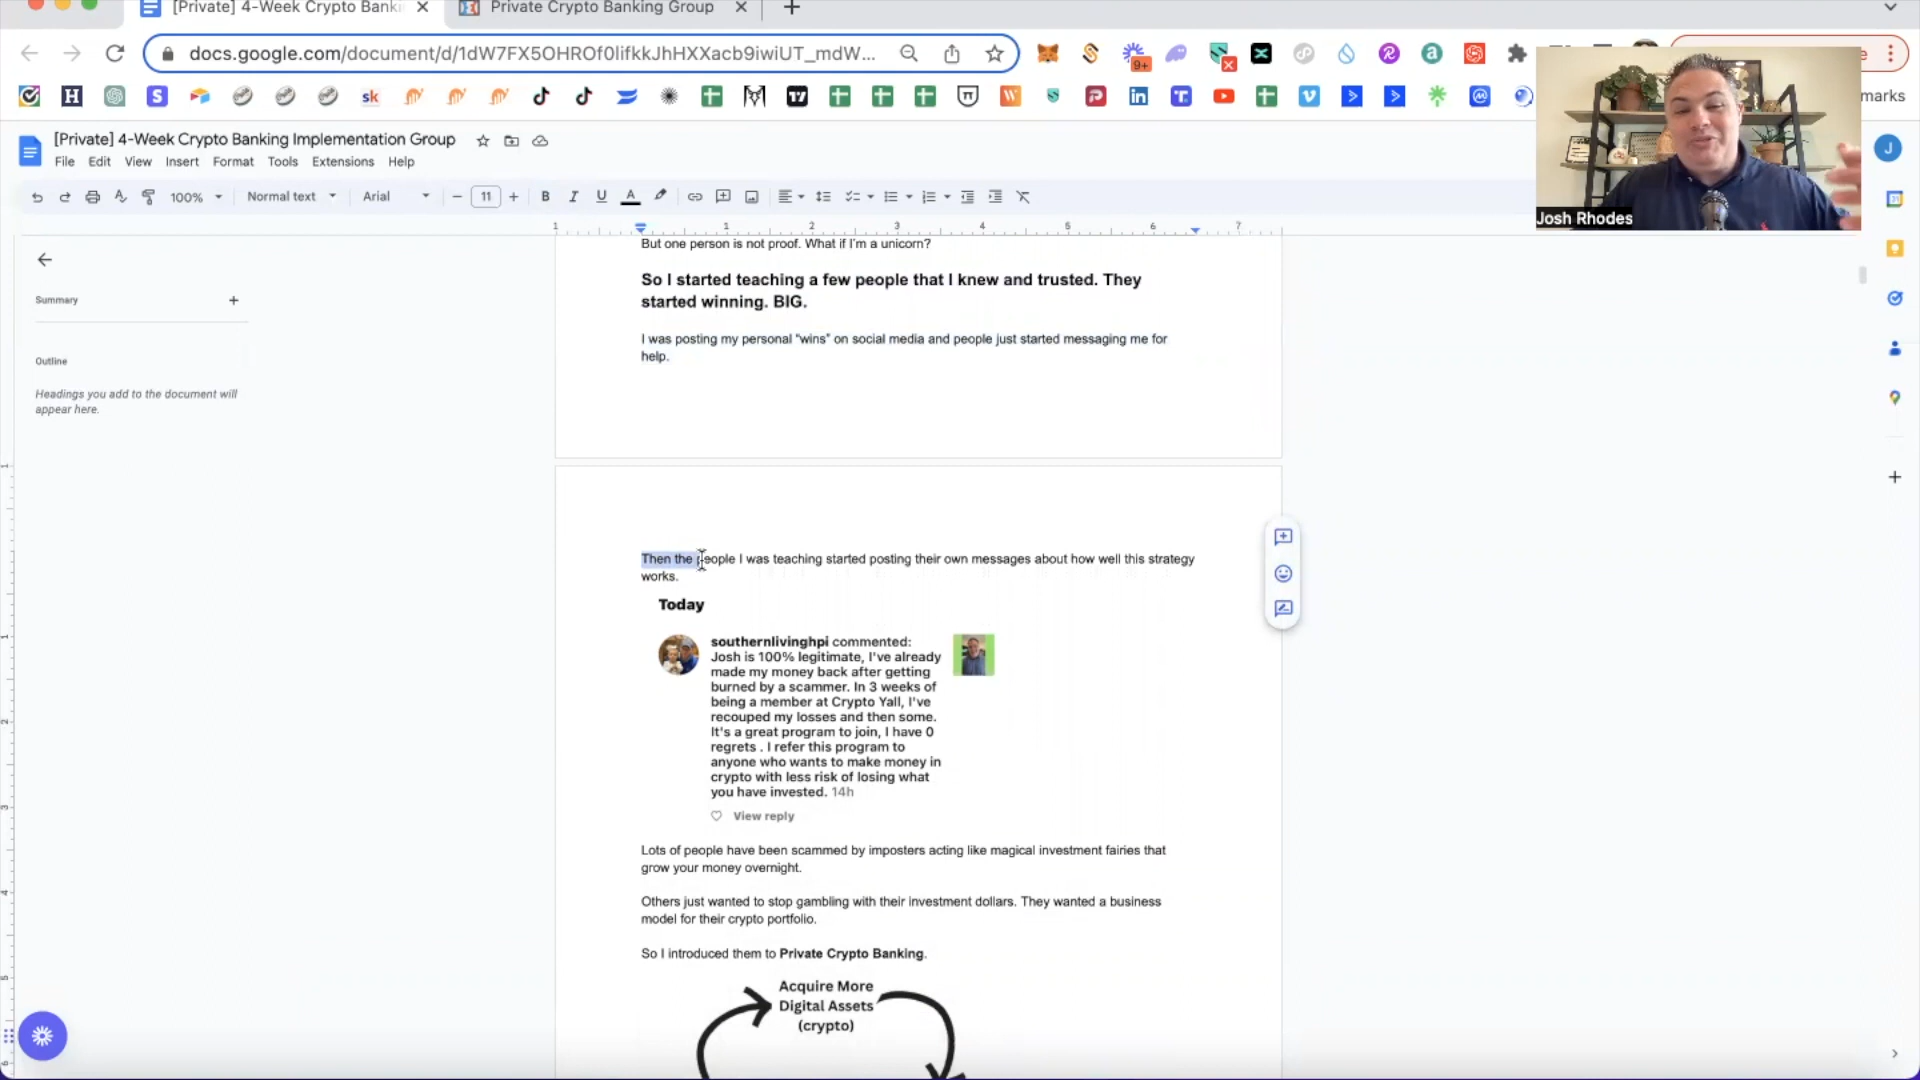 [Private] 4-Week Crypto Banki
Private Crypto Banking Group
docs.google.com/document/d/1dW7FX5OHROf0lifkkJhHXXacb9iwiUT_mdW...
9+
sk
marks
[Private] 4-Week Crypto Banking Implementation Group
File Edit View Insert Format Tools Extensions Help
J
100% Normal text Arial 11 B I U A
Josh Rhodes
1 1 2 3 4 5 6 7
But one person is not proof. What if I'm a unicorn?
Summary
So I started teaching a few people that I knew and trusted. They
started winning. BIG.
I was posting my personal "wins" on social media and people just started messaging me for
help.
Outline
Headings you add to the document will
appear here.
Then the people I was teaching started posting their own messages about how well this strategy
works.
Today
southernlivinghpi commented:
Josh is 100% legitimate, I've already
made my money back after getting
burned by a scammer. In 3 weeks of
being a member at Crypto Yall, I've
recouped my losses and then some.
It's a great program to join, I have 0
regrets . I refer this program to
anyone who wants to make money in
crypto with less risk of losing what
you have invested. 14h
View reply
Lots of people have been scammed by imposters acting like magical investment fairies that
grow your money overnight.
Others just wanted to stop gambling with their investment dollars. They wanted a business
model for their crypto portfolio.
So I introduced them to Private Crypto Banking.
Acquire More
Digital Assets
(crypto)